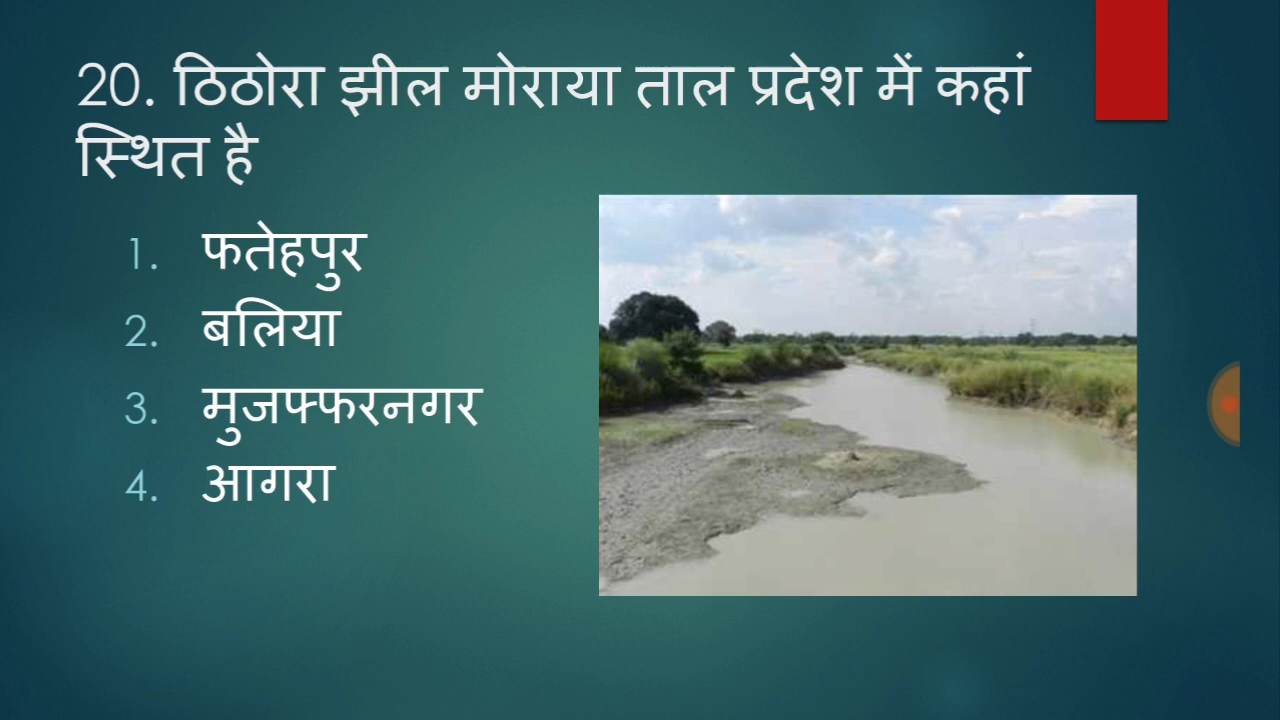 20. ठिठोरा झील मोराया ताल प्रदेश में कहां
स्थित है
1. फतेहपुर
2. बलिया
3. मुजफ्फरनगर
4. आगरा